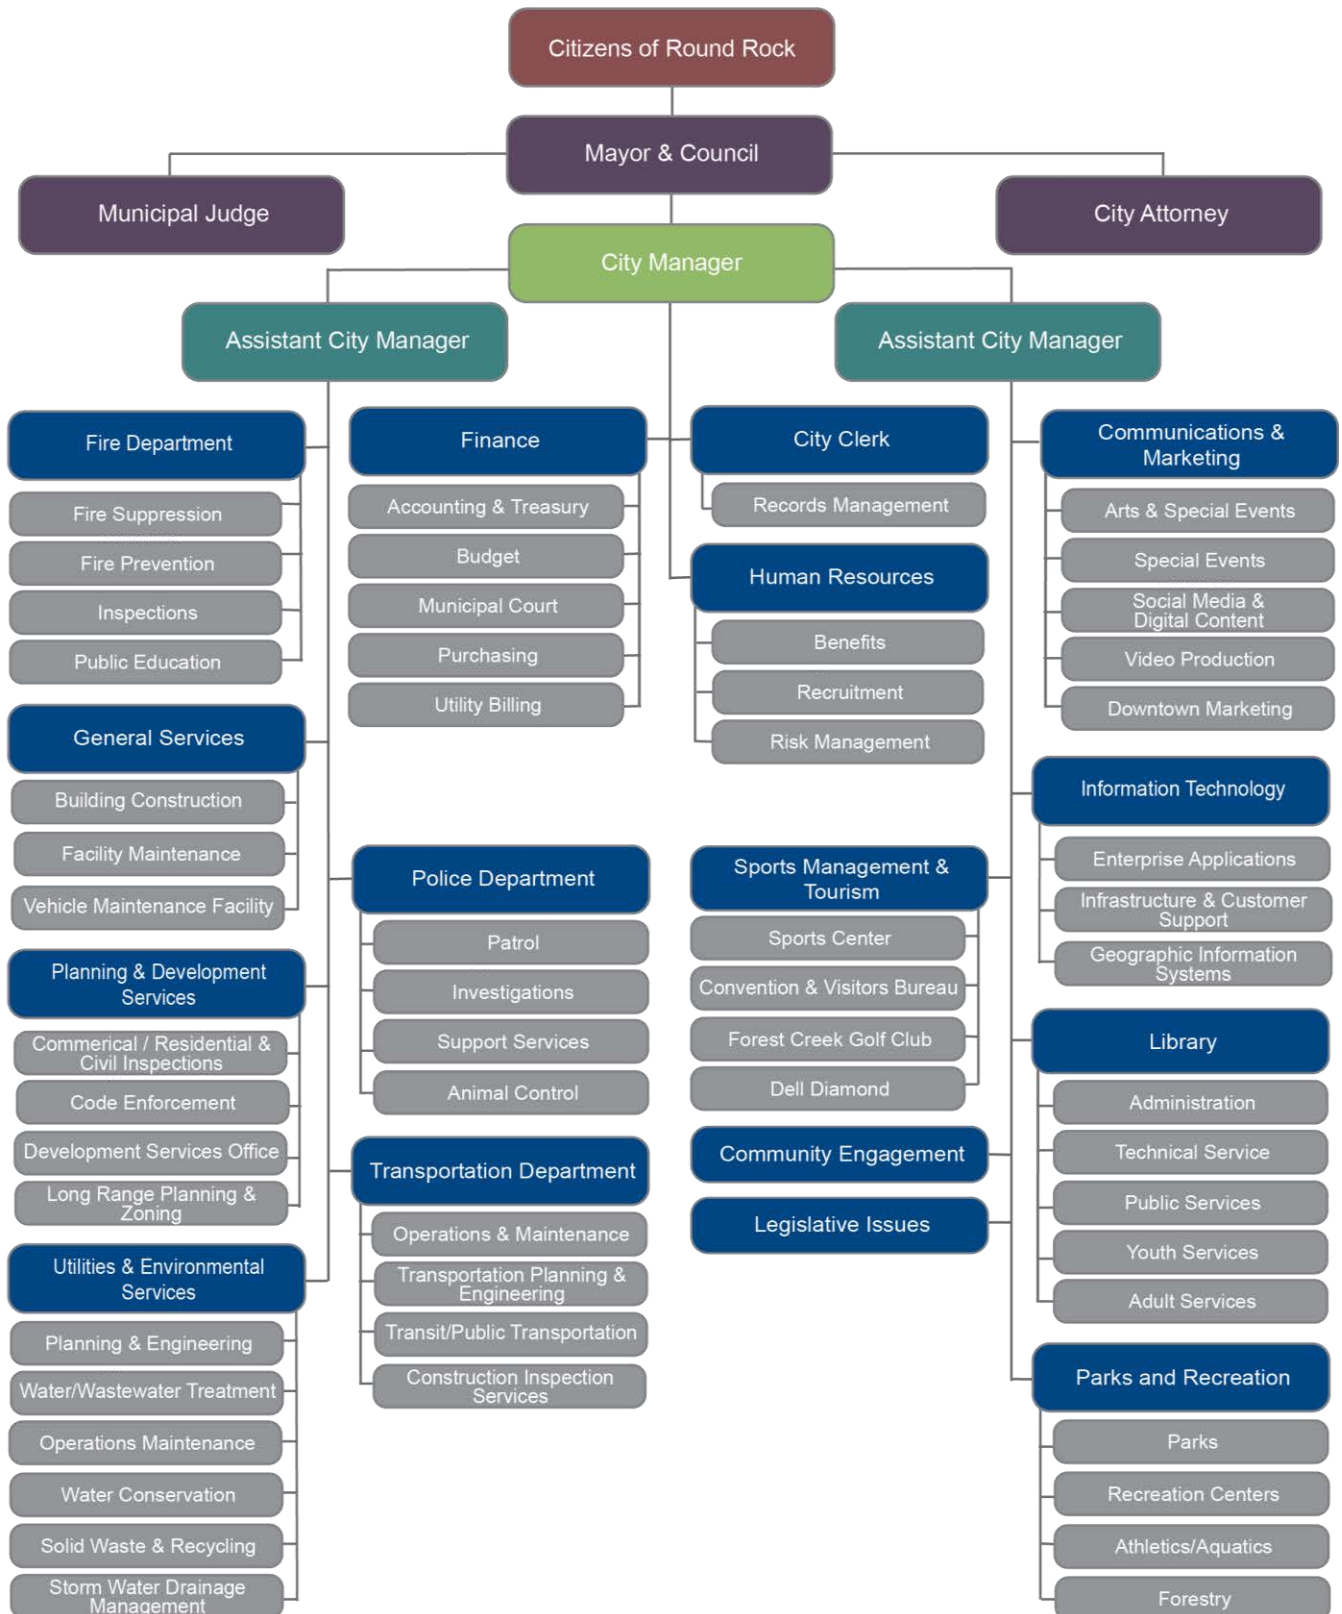 Citizens of Round Rock
Mayor & Council
Municipal Judge
City Attorney
City Manager
Assistant City Manager
Assistant City Manager
Fire Department
Fire Suppression
Fire Prevention
Inspections
Public Education
General Services
Building Construction
Facility Maintenance
Vehicle Maintenance Facility
Planning & Development
Services
Commerical / Residential &
Civil Inspections
Code Enforcement
Development Services Office
Long Range Planning &
Zoning
Utilities & Environmental
Services
Planning & Engineering
Water/Wastewater Treatment
Operations Maintenance
Water Conservation
Solid Waste & Recycling
Storm Water Drainage
Management
Finance
Accounting & Treasury
Budget
Municipal Court
Purchasing
Utility Billing
Police Department
Patrol
Investigations
Support Services
Animal Control
Transportation Department
Operations & Maintenance
Transportation Planning &
Engineering
Transit/Public Transportation
Construction Inspection
Services
City Clerk
Records Management
Human Resources
Benefits
Recruitment
Risk Management
Sports Management &
Tourism
Sports Center
Convention & Visitors Bureau
Forest Creek Golf Club
Dell Diamond
Community Engagement
Legislative Issues
Communications &
Marketing
Arts & Special Events
Special Events
Social Media &
Digital Content
Video Production
Downtown Marketing
Information Technology
Enterprise Applications
Infrastructure & Customer
Support
Geographic Information
Systems
Library
Administration
Technical Service
Public Services
Youth Services
Adult Services
Parks and Recreation
Parks
Recreation Centers
Athletics/Aquatics
Forestry